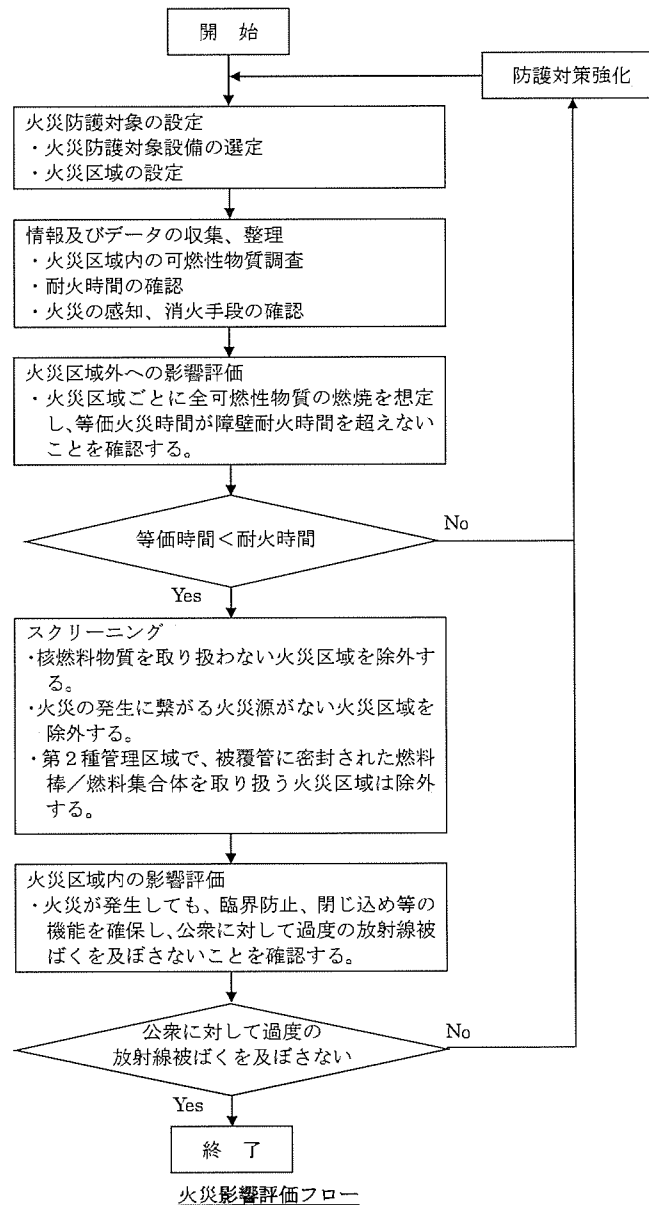 開 始
防護対策強化
火災防護対象の設定
・火災防護対象設備の選定
・火災区域の設定
情報及びデータの収集、整理
・火災区域内の可燃性物質調査
・耐火時間の確認
・火災の感知、消火手段の確認
火災区域外への影響評価
・火災区域ごとに全可燃性物質の燃焼を想定
し、等価火災時間が障壁耐火時間を超えない
ことを確認する。
等価時間<耐火時間
No
Yes
スクリーニング
・核燃料物質を取り扱わない火災区域を除外す
る。
・火災の発生に繋がる火災源がない火災区域を
除外する。
・第2種管理区域で、被覆管に密封された燃料
棒/燃料集合体を取り扱う火災区域は除外
する。
火災区域内の影響評価
・火災が発生しても、臨界防止、閉じ込め等の
機能を確保し、公衆に対して過度の放射線被
ばくを及ぼさないことを確認する。
公衆に対して過度の
放射線被ばくを及ぼさない
No
Yes
終 了
火災影響評価フロー